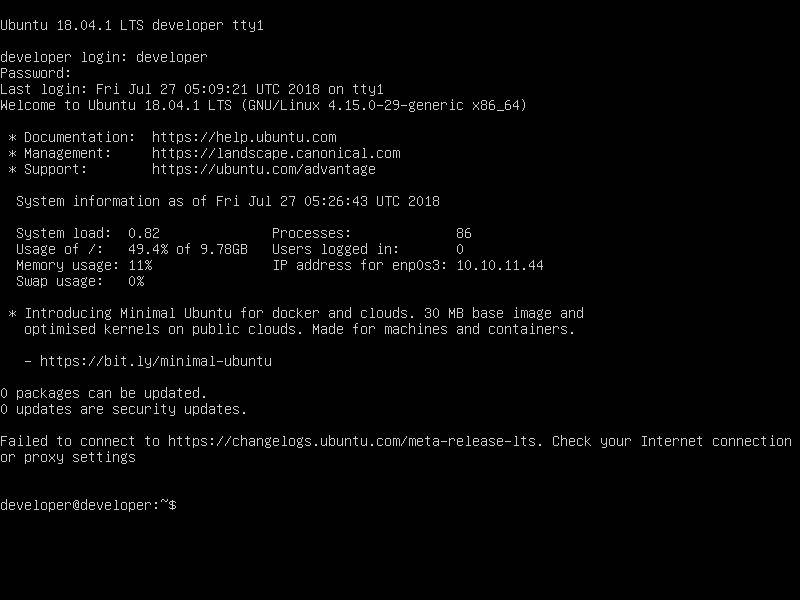 Ubuntu 18.04.1 LTS developer tty1
developer login: developer
Password:
Last login: Fri Jul 27 05:09:21 UTC 2018 on tty1
Welcome to Ubuntu 18.04.1 LTS (GNU/Linux 4.15.0-29-generic x86_64)
 * Documentation:  https://help.ubuntu.com
 * Management:     https://landscape.canonical.com
 * Support:        https://ubuntu.com/advantage
  System information as of Fri Jul 27 05:26:43 UTC 2018
  System load:  0.82              Processes:             86
  Usage of /:   49.4% of 9.78GB   Users logged in:       0
  Memory usage: 11%               IP address for enp0s3: 10.10.11.44
  Swap usage:   0%
 * Introducing Minimal Ubuntu for docker and clouds. 30 MB base image and
   optimised kernels on public clouds. Made for machines and containers.
   - https://bit.ly/minimal-ubuntu
0 packages can be updated.
0 updates are security updates.
Failed to connect to https://changelogs.ubuntu.com/meta-release-lts. Check your Internet connection
or proxy settings
developer@developer:~$